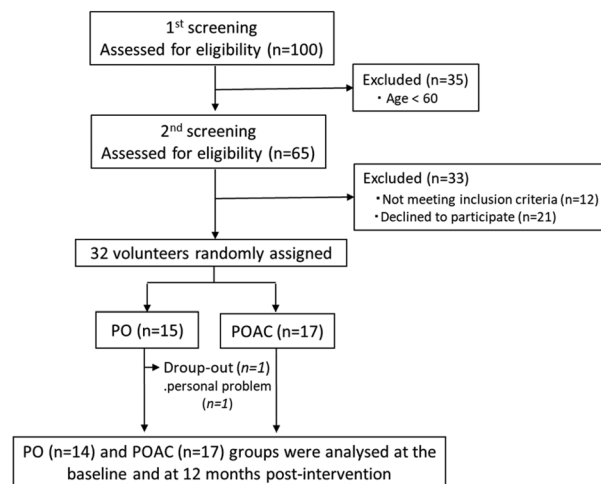 1st screening
Assessed for eligibility (n=100)
Excluded (n=35)
・Age < 60
2nd screening
Assessed for eligibility (n=65)
Excluded (n=33)
・Not meeting inclusion criteria (n=12)
・Declined to participate (n=21)
32 volunteers randomly assigned
PO (n=15)
POAC (n=17)
Droup-out (n=1)
.personal problem
(n=1)
PO (n=14) and POAC (n=17) groups were analysed at the
baseline and at 12 months post-intervention